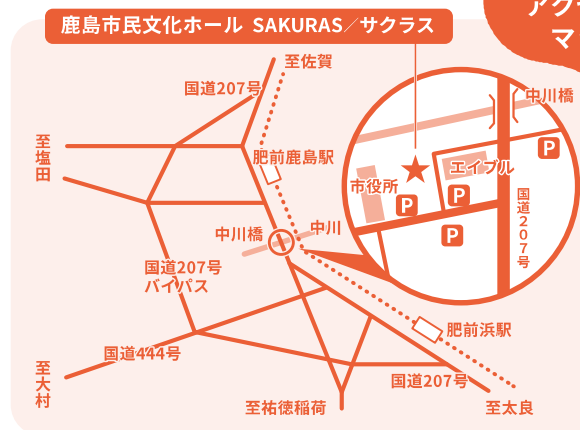 鹿島市民文化ホール SAKURAS／サクラス
マ
至佐賀
国道207号
中川橋
至塩田
肥前鹿島駅
エイブル
P
市役所
P
P
国道207号
P
中川橋
中川
国道207号
バイパス
肥前浜駅
国道444号
至大村
国道207号
至祐徳稲荷
至太良